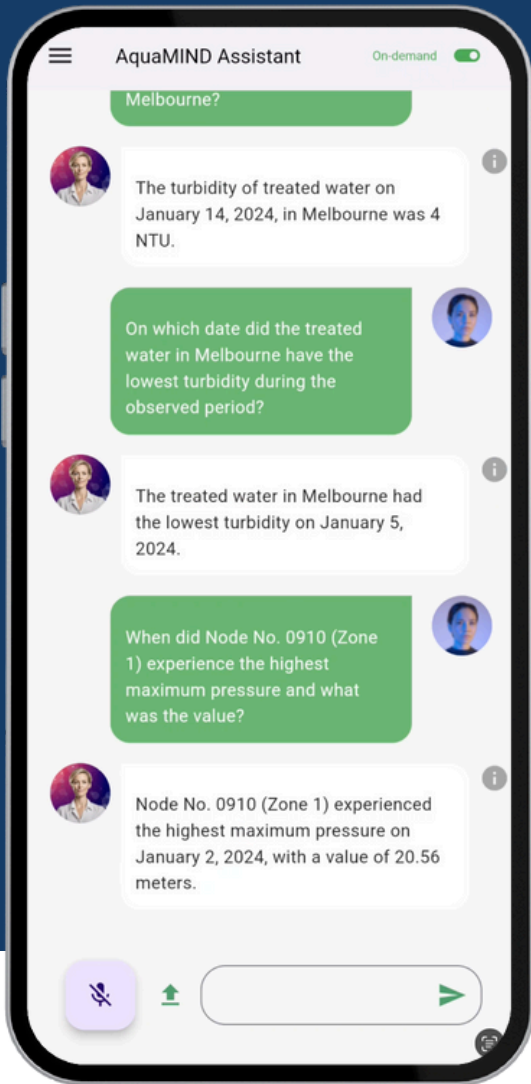 AquaMIND Assistant
On-demand
Melbourne?
The turbidity of treated water on
January 14, 2024, in Melbourne was 4
NTU.
On which date did the treated
water in Melbourne have the
lowest turbidity during the
observed period?
The treated water in Melbourne had
the lowest turbidity on January 5,
2024.
When did Node No. 0910 (Zone
1) experience the highest
maximum pressure and what
was the value?
Node No. 0910 (Zone 1) experienced
the highest maximum pressure on
January 2, 2024, with a value of 20.56
meters.